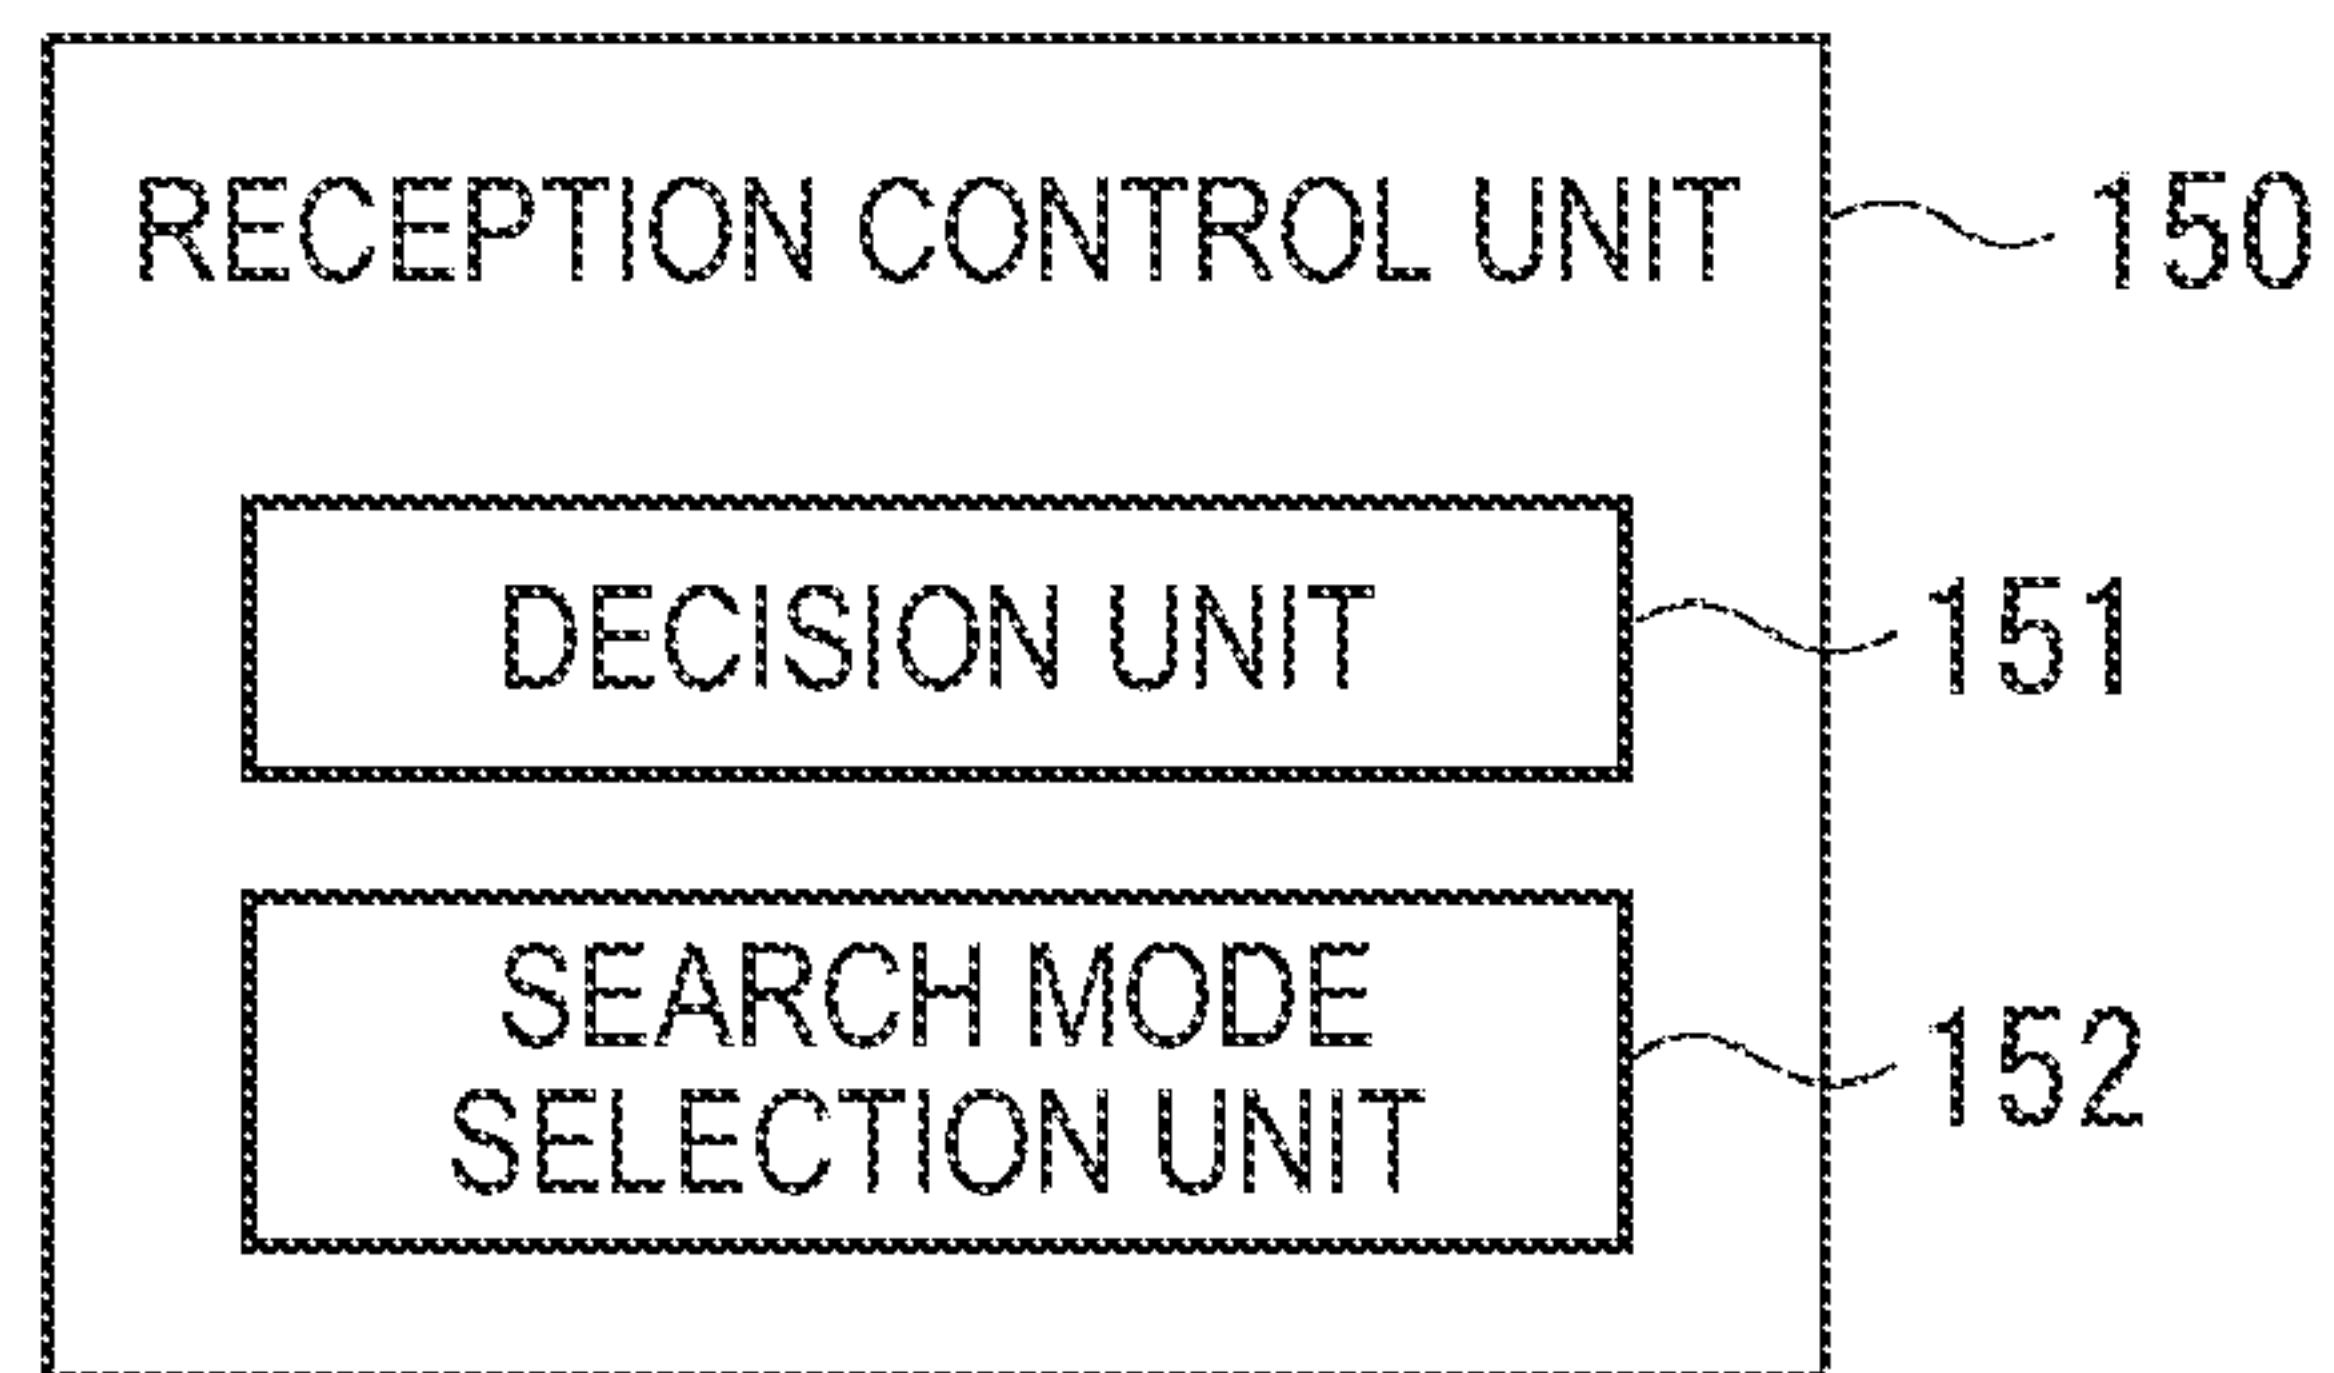 RECEPTION CONTROL UNIT 150
DECISION UNIT 151
SEARCH MODE
SELECTION UNIT
152